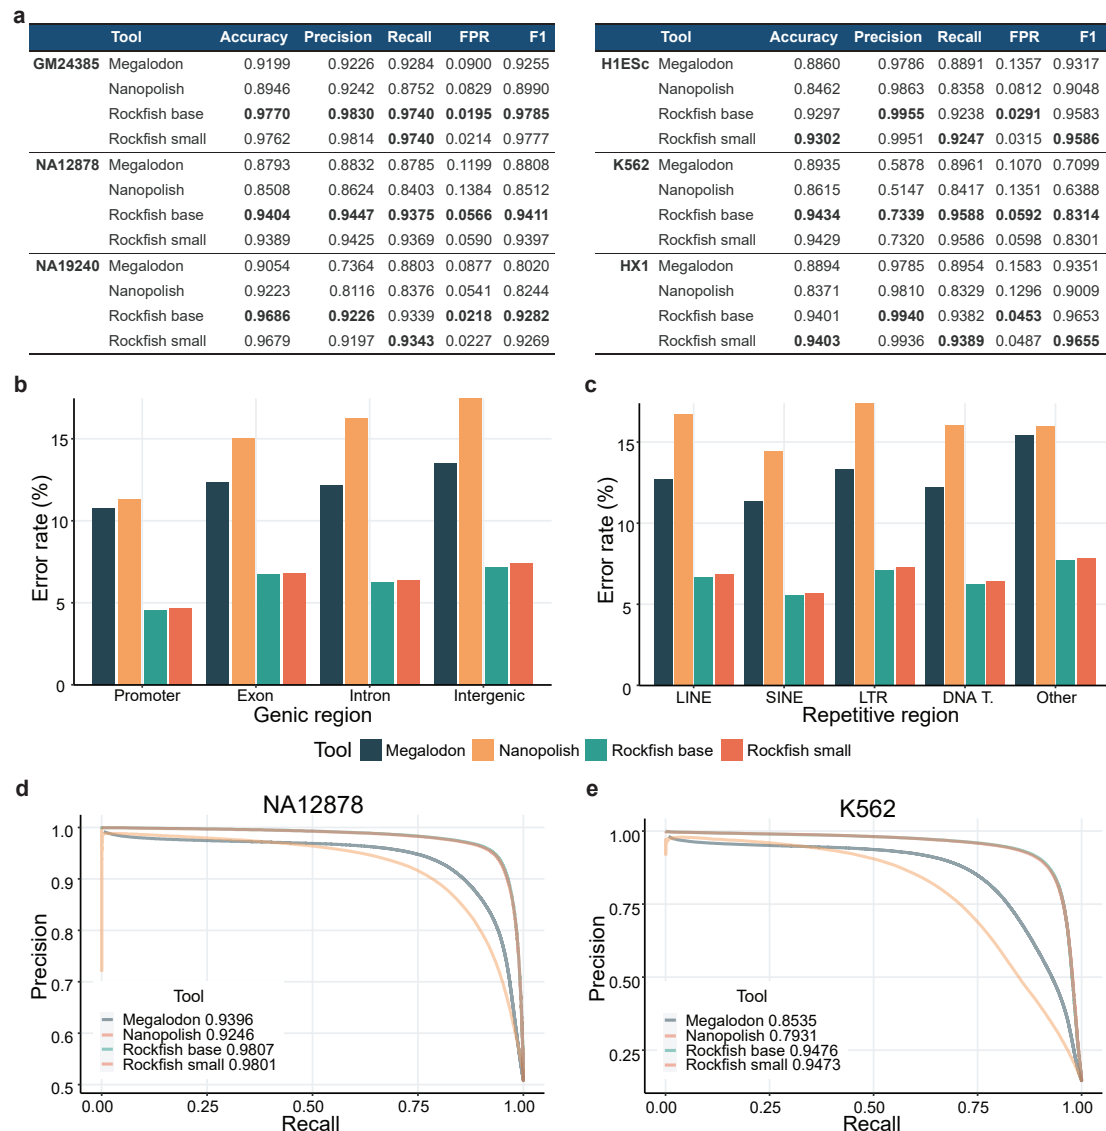 a
Tool Accuracy Precision Recall FPR F1
GM24385 Megalodon 0.9199 0.9226 0.9284 0.0900 0.9255
Nanopolish 0.8946 0.9242 0.8752 0.0829 0.8990
Rockfish base 0.9770 0.9830 0.9740 0.0195 0.9785
Rockfish small 0.9762 0.9814 0.9740 0.0214 0.9777
NA12878 Megalodon 0.8793 0.8832 0.8785 0.1199 0.8808
Nanopolish 0.8508 0.8624 0.8403 0.1384 0.8512
Rockfish base 0.9404 0.9447 0.9375 0.0566 0.9411
Rockfish small 0.9389 0.9425 0.9369 0.0590 0.9397
NA19240 Megalodon 0.9054 0.7364 0.8803 0.0877 0.8020
Nanopolish 0.9223 0.8116 0.8376 0.0541 0.8244
Rockfish base 0.9686 0.9226 0.9339 0.0218 0.9282
Rockfish small 0.9679 0.9197 0.9343 0.0227 0.9269
Tool Accuracy Precision Recall FPR F1
H1ESc Megalodon 0.8860 0.9786 0.8891 0.1357 0.9317
Nanopolish 0.8462 0.9863 0.8358 0.0812 0.9048
Rockfish base 0.9297 0.9955 0.9238 0.0291 0.9583
Rockfish small 0.9302 0.9951 0.9247 0.0315 0.9586
K562 Megalodon 0.8935 0.5878 0.8961 0.1070 0.7099
Nanopolish 0.8615 0.5147 0.8417 0.1351 0.6388
Rockfish base 0.9434 0.7339 0.9588 0.0592 0.8314
Rockfish small 0.9429 0.7320 0.9586 0.0598 0.8301
HX1 Megalodon 0.8894 0.9785 0.8954 0.1583 0.9351
Nanopolish 0.8371 0.9810 0.8329 0.1296 0.9009
Rockfish base 0.9401 0.9940 0.9382 0.0453 0.9653
Rockfish small 0.9403 0.9936 0.9389 0.0487 0.9655
b
Error rate (%)
15
10
5
0
Promoter Exon Intron Intergenic
Genic region
c
Error rate (%)
15
10
5
0
LINE SINE LTR DNA T. Other
Repetitive region
Tool Megalodon Nanopolish Rockfish base Rockfish small
d
NA12878
Precision
1.0
0.9
0.8
0.7
0.6
0.5
Tool
Megalodon 0.9396
Nanopolish 0.9246
Rockfish base 0.9807
Rockfish small 0.9801
0.00 0.25 0.50 0.75 1.00
Recall
e
K562
Precision
1.00
0.75
0.50
0.25
Tool
Megalodon 0.8535
Nanopolish 0.7931
Rockfish base 0.9476
Rockfish small 0.9473
0.00 0.25 0.50 0.75 1.00
Recall